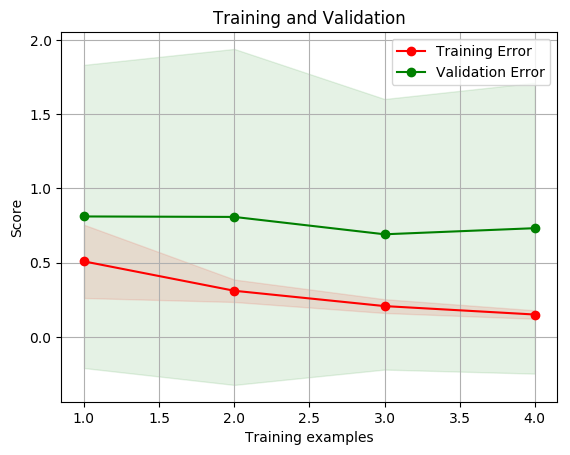 Training and Validation
Training Error
Validation Error
Score
2.0
1.5
1.0
0.5
0.0
1.0 1.5 2.0 2.5 3.0 3.5 4.0
Training examples